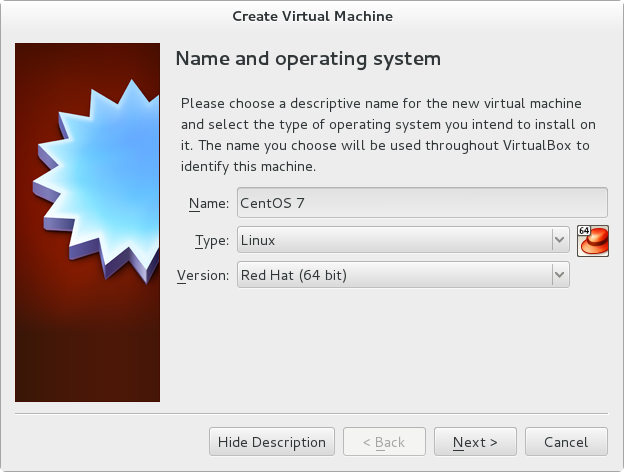 Create Virtual Machine
Name and operating system
Please choose a descriptive name for the new virtual machine
and select the type of operating system you intend to install on
it. The name you choose will be used throughout VirtualBox to
identify this machine.
Name: CentOS 7
Type: Linux
64
Version: Red Hat (64 bit)
Hide Description < Back Next > Cancel